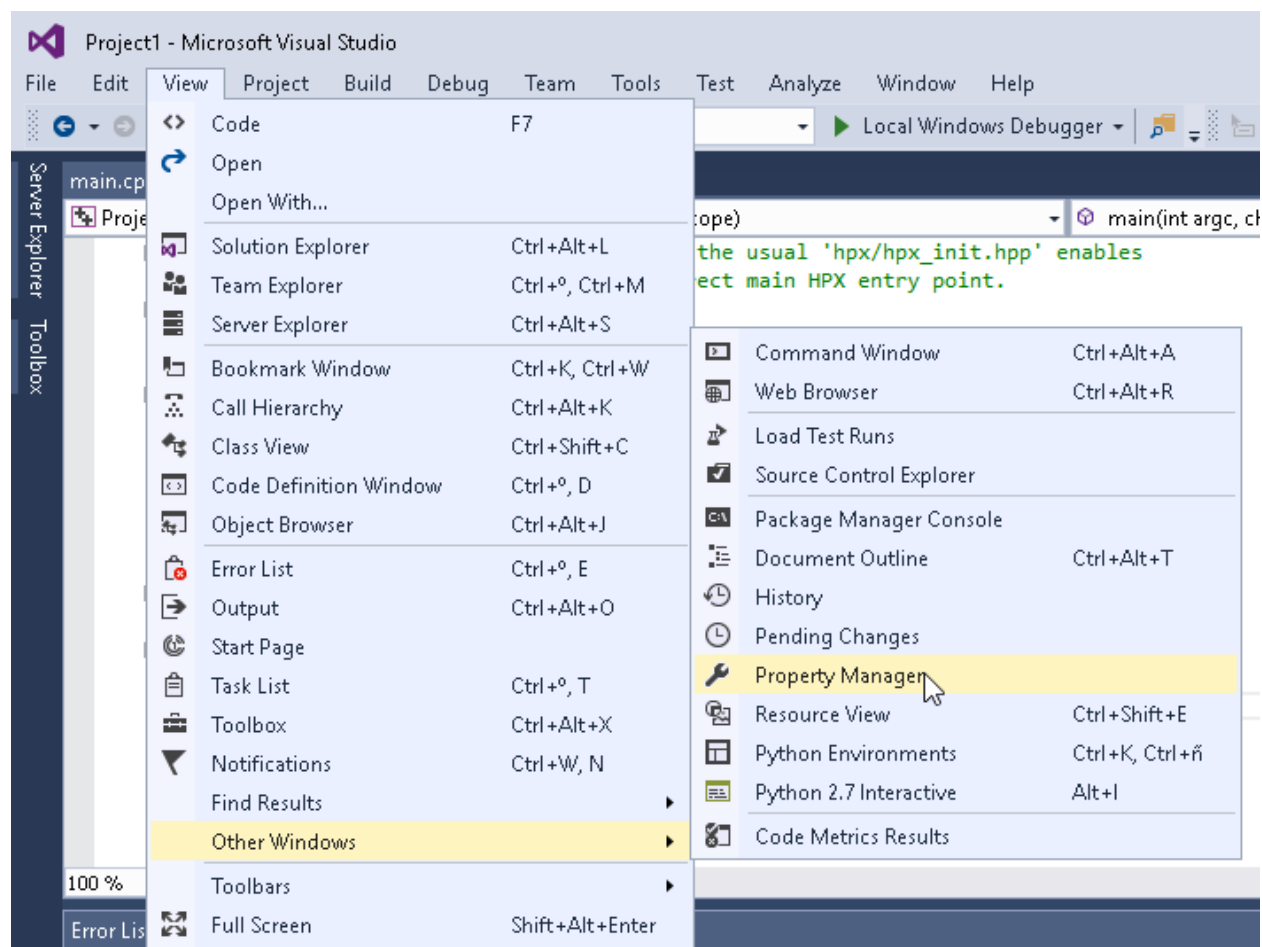 Project1 - Microsoft Visual Studio
File Edit View Project Build Debug Team Tools Test Analyze Window Help
Local Windows Debugger
Server Explorer
Toolbox
main.cp
Proje
cope)
main(int argc, ch
the usual 'hpx/hpx_init.hpp' enables
ect main HPX entry point.
Code F7
Open
Open With...
Solution Explorer Ctrl+Alt+L
Team Explorer Ctrl+º, Ctrl+M
Server Explorer Ctrl+Alt+S
Bookmark Window Ctrl+K, Ctrl+W
Call Hierarchy Ctrl+Alt+K
Class View Ctrl+Shift+C
Code Definition Window Ctrl+º, D
Object Browser Ctrl+Alt+J
Error List Ctrl+º, E
Output Ctrl+Alt+O
Start Page
Task List Ctrl+º, T
Toolbox Ctrl+Alt+X
Notifications Ctrl+W, N
Find Results
Other Windows
Toolbars
Full Screen Shift+Alt+Enter
Command Window Ctrl+Alt+A
Web Browser Ctrl+Alt+R
Load Test Runs
Source Control Explorer
Package Manager Console
Document Outline Ctrl+Alt+T
History
Pending Changes
Property Manager
Resource View Ctrl+Shift+E
Python Environments Ctrl+K, Ctrl+ñ
Python 2.7 Interactive Alt+I
Code Metrics Results
100 %
Error Lis